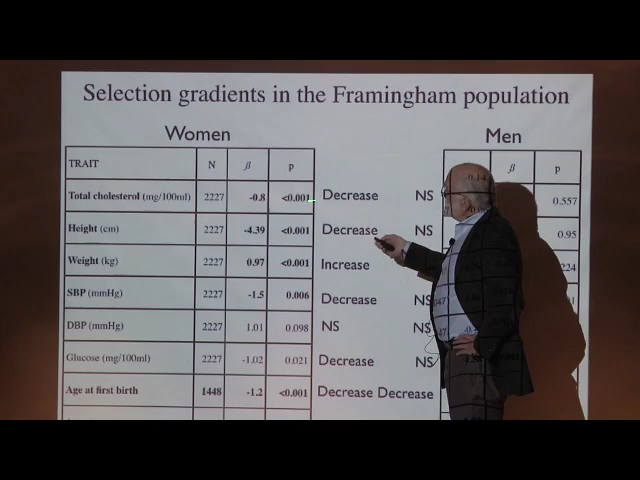 Selection gradients in the Framingham population
Women Men
TRAIT N β p β p
Total cholesterol (mg/100ml) 2227 -0.8 <0.001 Decrease NS -0.14 0.557
Height (cm) 2227 -4.39 <0.001 Decrease NS 0.95
Weight (kg) 2227 0.97 <0.001 Increase NS 224
SBP (mmHg) 2227 -1.5 0.006 Decrease NS
DBP (mmHg) 2227 1.01 0.098 NS NS
Glucose (mg/100ml) 2227 -1.02 0.021 Decrease NS
Age at first birth 1448 -1.2 <0.001 Decrease Decrease